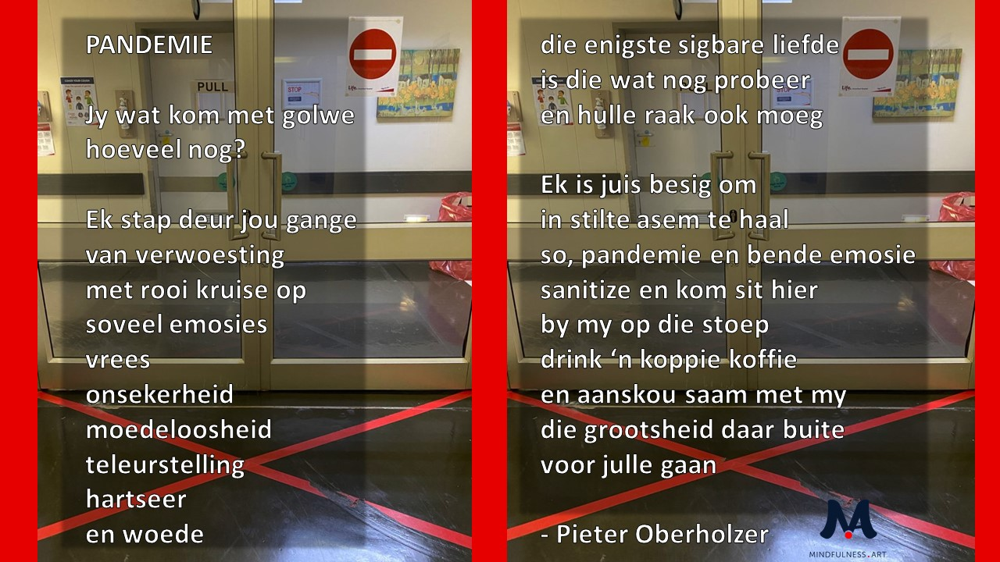 PANDEMIE
Jy wat kom met golwe
hoeveel nog?
Ek stap deur jou gange
van verwoesting
met rooi kruise op
soveel emosies
vrees
onsekerheid
moedeloosheid
teleurstelling
hartseer
en woede
die enigste sigbare liefde
is die wat nog probeer
en hulle raak ook moeg
Ek is juis besig om
in stilte asem te haal
so, pandemie en bende emosie
sanitize en kom sit hier
by my op die stoep
drink ‘n koppie koffie
en aanskou saam met my
die grootsheid daar buite
voor julle gaan
- Pieter Oberholzer
MINDFULNESS.ART
PULL
STOP
Life
COVER YOUR COUGH